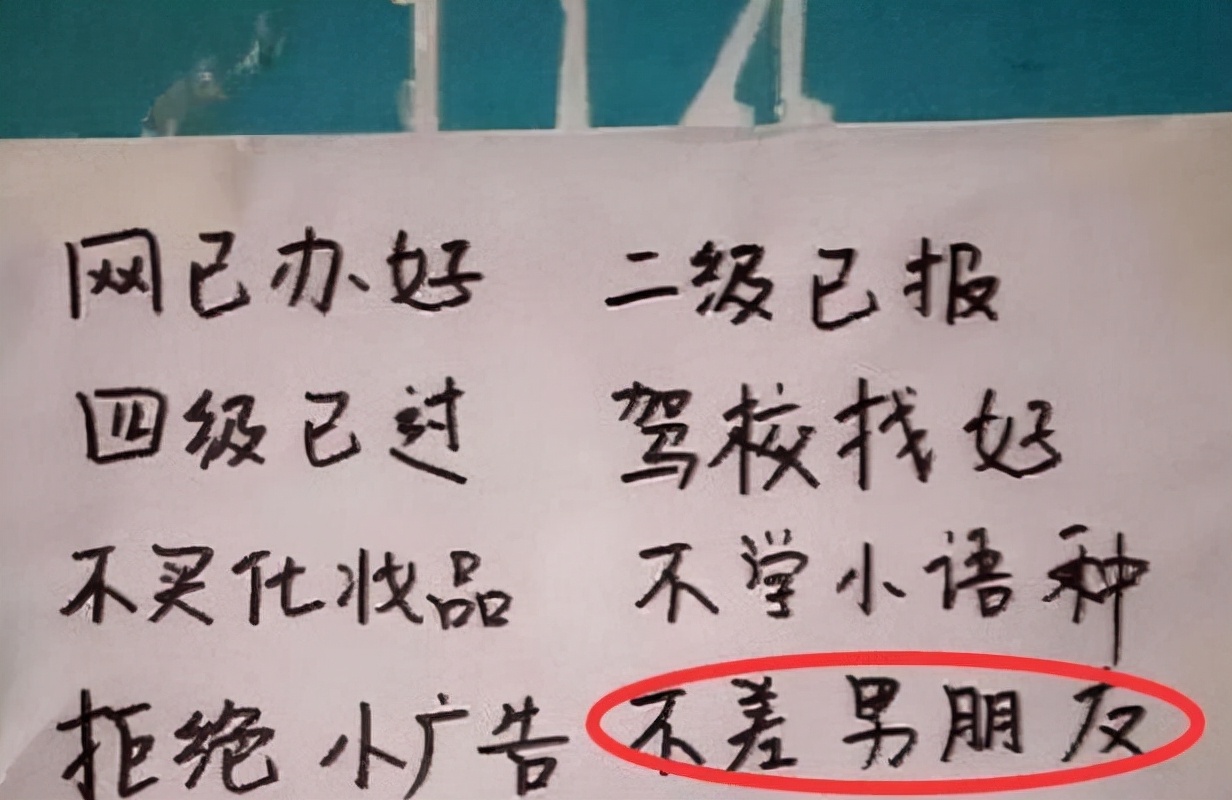 网已办好 二级已报
四级已过 驾校找好
不买化妆品 不学小语种
拒绝小广告 不差男朋友